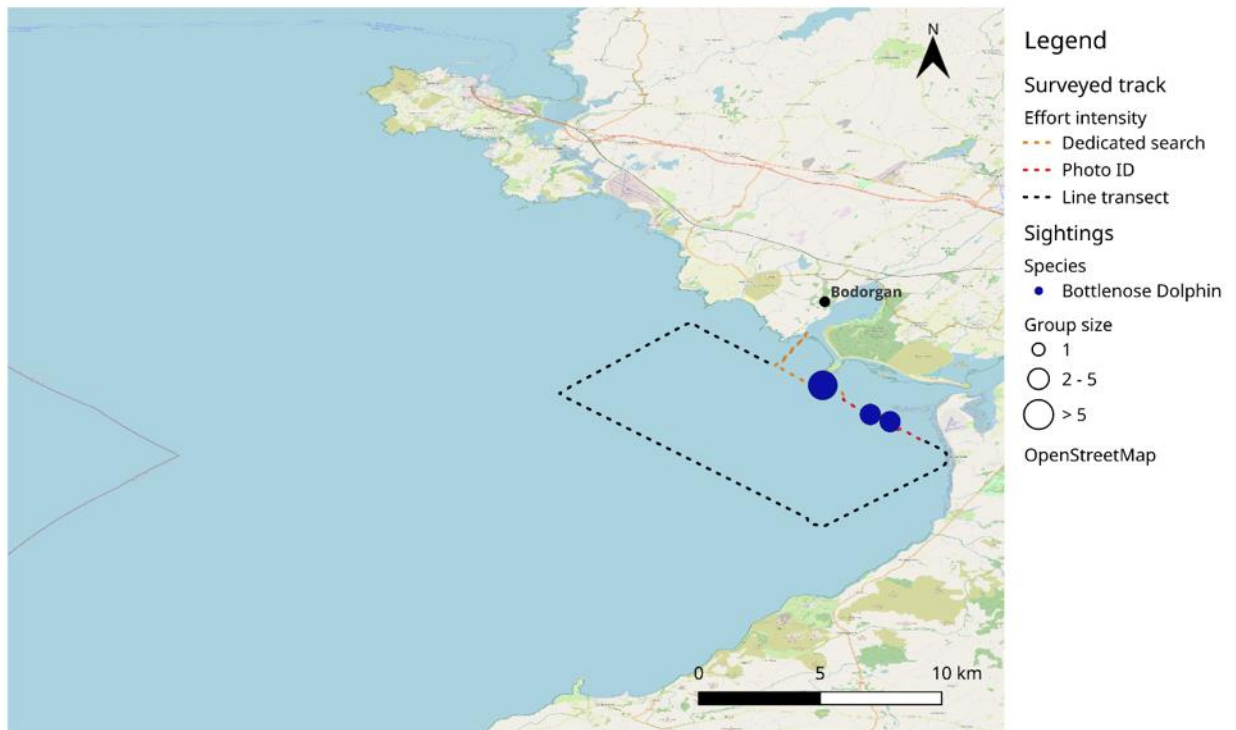 N
Bodorgan
0 5 10 km
Legend
Surveyed track
Effort intensity
Dedicated search
Photo ID
Line transect
Sightings
Species
Bottlenose Dolphin
Group size
1
2 - 5
> 5
OpenStreetMap